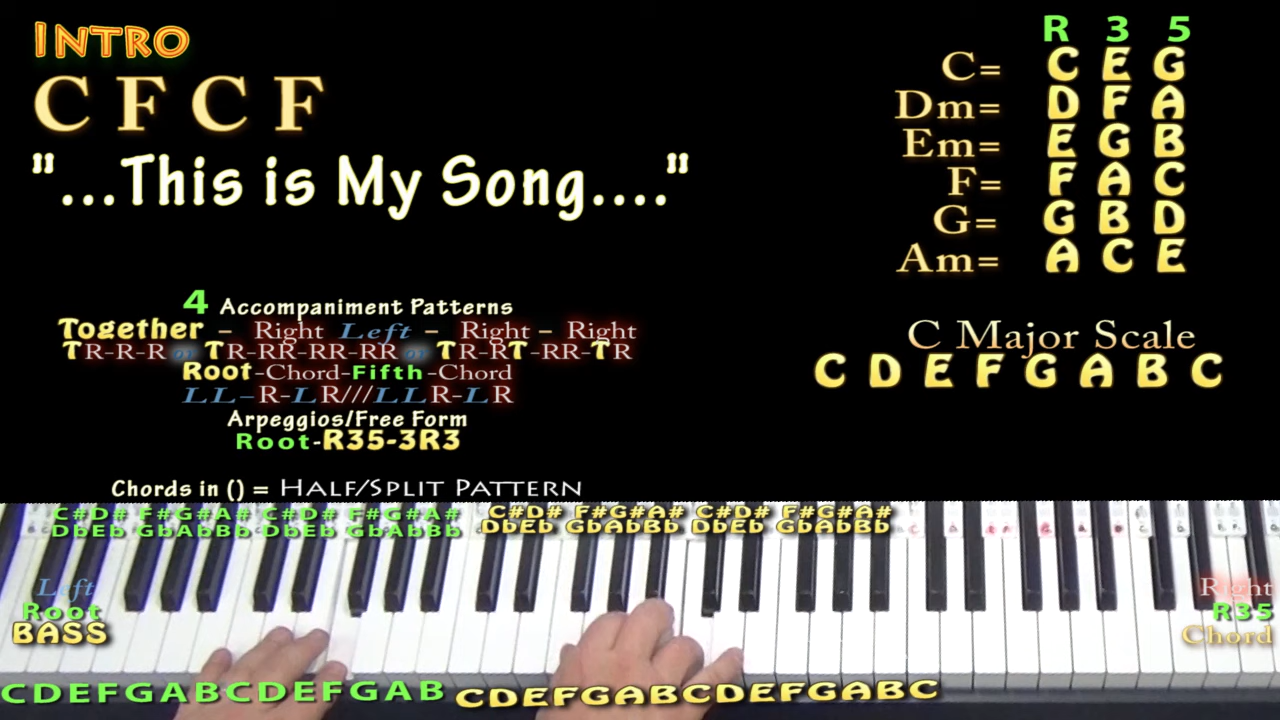 INTRO
C F C F
"...This is My Song...."
R 3 5
C= C E G
Dm= D F A
Em= E G B
F= F A C
G= G B D
Am= A C E
C Major Scale
C D E F G A B C
4 Accompaniment Patterns
Together - Right Left - Right - Right
TR-R-R or TR-RR-RR-RR or TR-RT-RR-TR
Root-Chord-Fifth-Chord
LL-R-LR///LLR-LR
Arpeggios/Free Form
Root-R35-3R3
Chords in () = HALF/SPLIT PATTERN
C#D# F#G#A# C#D# F#G#A# C#D# F#G#A# C#D# F#G#A#
DbEb GbAbBb DbEb GbAbBb DbEb GbAbBb DbEb GbAbBb
Left
Root
BASS
Right
R35
Chord
CDEFGABCDEFGAB CDEFGABCDEFGABC